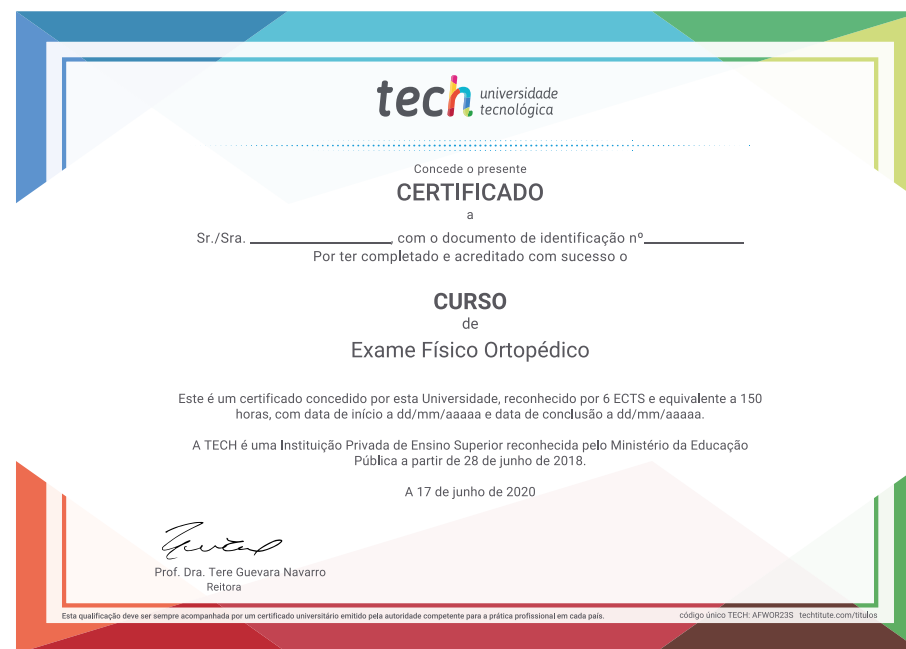 tech universidade
tecnológica
Concede o presente
CERTIFICADO
a
Sr./Sra. ____________________, com o documento de identificação nº______________
Por ter completado e acreditado com sucesso o
CURSO
de
Exame Físico Ortopédico
Este é um certificado concedido por esta Universidade, reconhecido por 6 ECTS e equivalente a 150
horas, com data de início a dd/mm/aaaaa e data de conclusão a dd/mm/aaaaa.
A TECH é uma Instituição Privada de Ensino Superior reconhecida pelo Ministério da Educação
Pública a partir de 28 de junho de 2018.
A 17 de junho de 2020
Prof. Dra. Tere Guevara Navarro
Reitora
Esta qualificação deve ser sempre acompanhada por um certificado universitário emitido pela autoridade competente para a prática profissional em cada país.
código único TECH: AFWOR23S techtitute.com/titulos